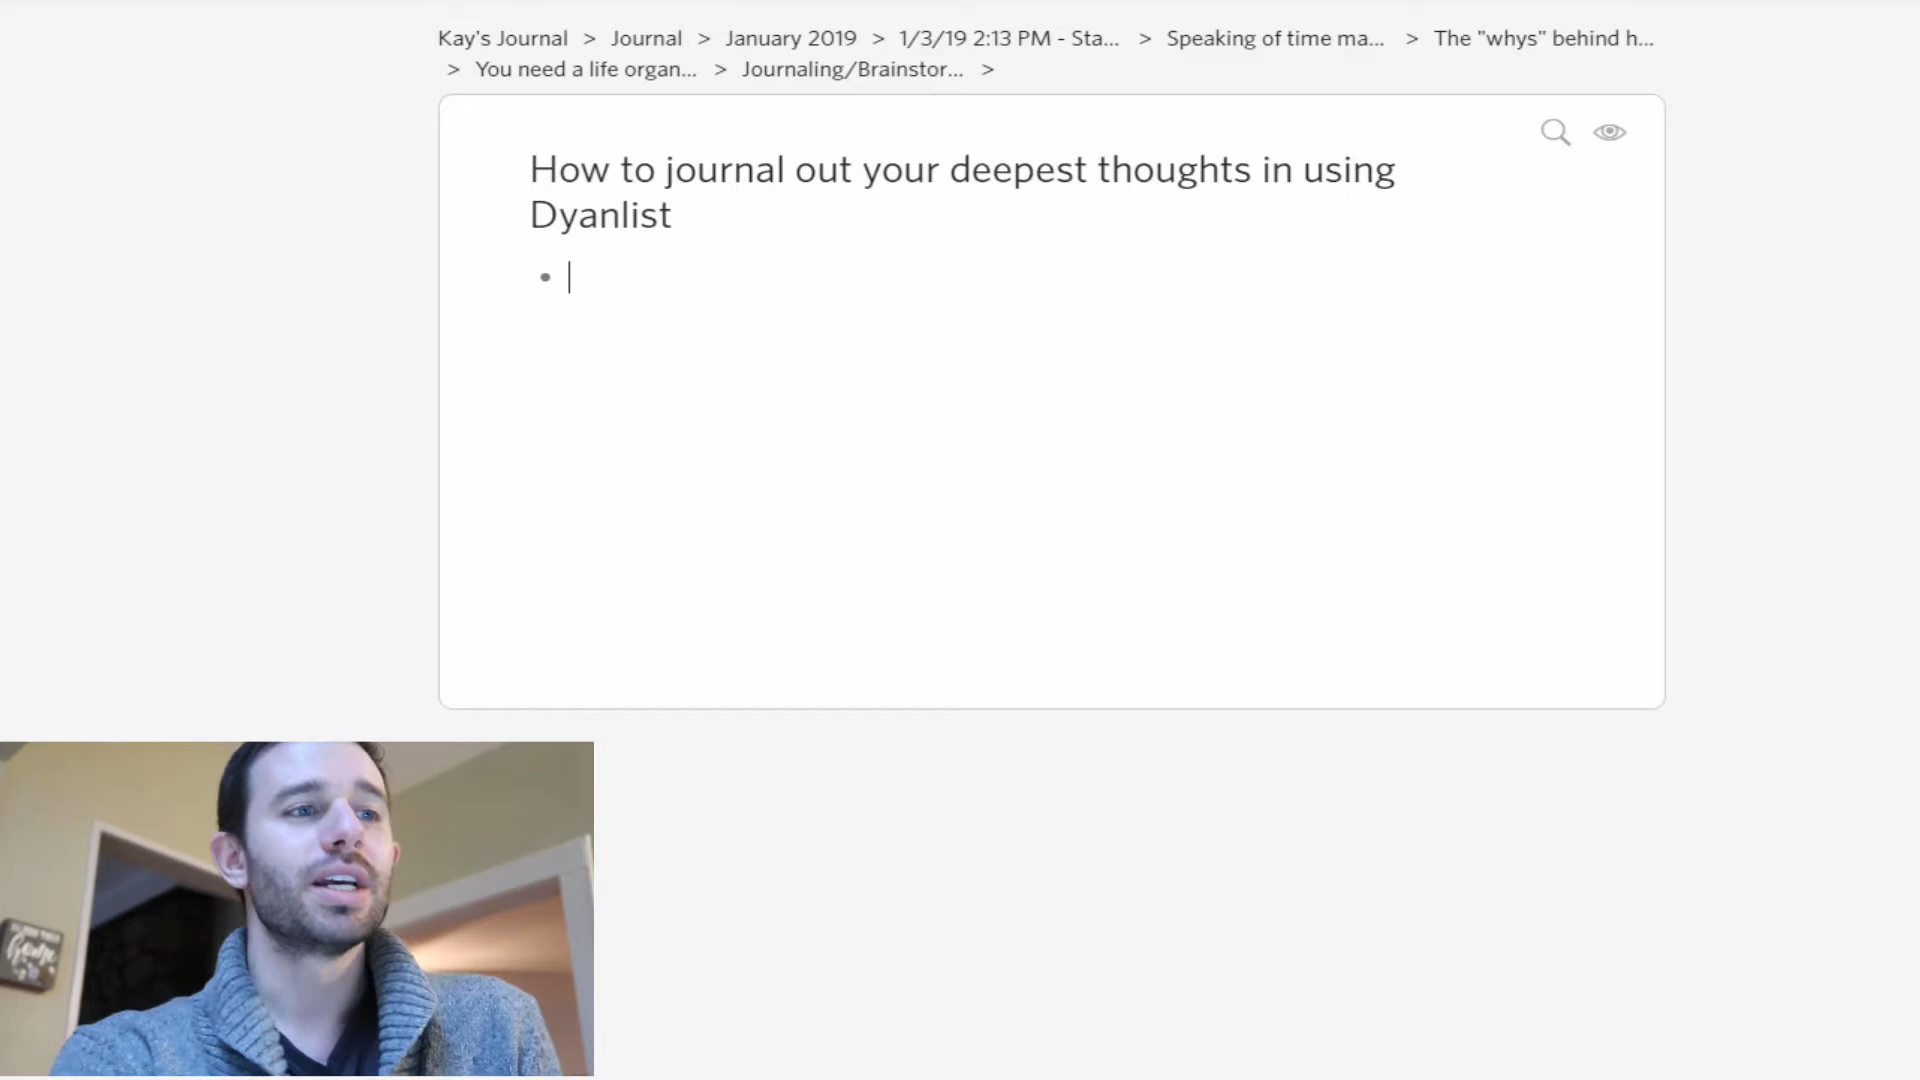 Kay's Journal > Journal > January 2019 > 1/3/19 2:13 PM - Sta... > Speaking of time ma... > The "whys" behind h...
> You need a life organ... > Journaling/Brainstor... >
How to journal out your deepest thoughts in using
Dyanlist
home